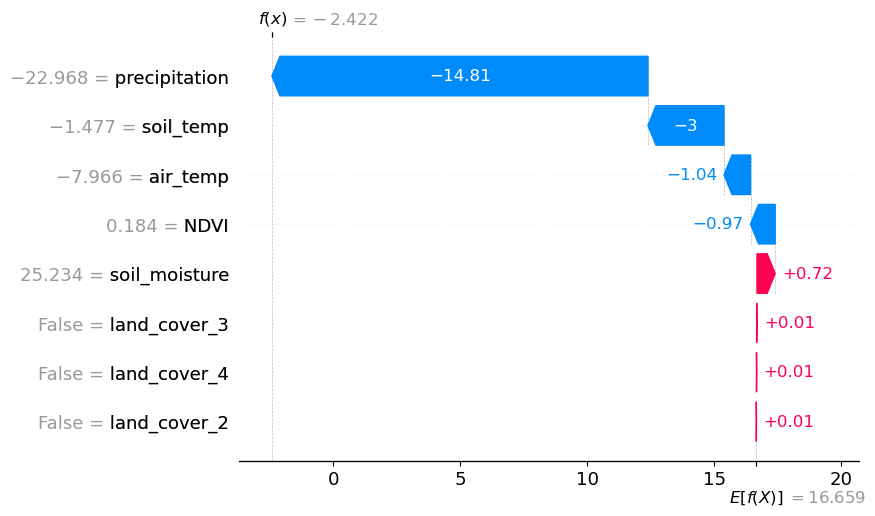 f(x) = −2.422
−22.968 = precipitation
−14.81
−1.477 = soil_temp
−3
−7.966 = air_temp
−1.04
0.184 = NDVI
−0.97
25.234 = soil_moisture
+0.72
False = land_cover_3
+0.01
False = land_cover_4
+0.01
False = land_cover_2
+0.01
0 5 10 15 20
E[f(X)] = 16.659